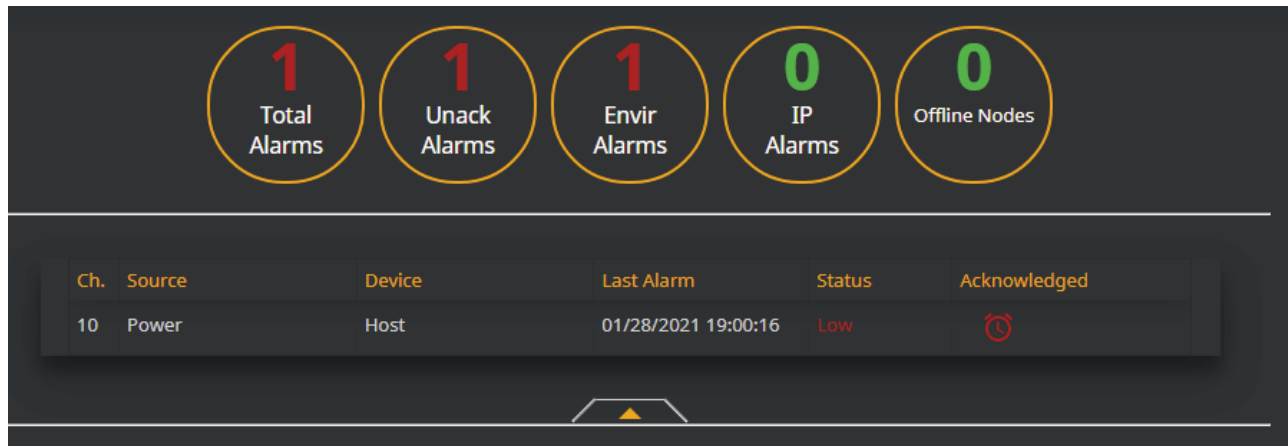 1 1 1 0 0
Total Alarms
Unack Alarms
Envir Alarms
IP Alarms
Offline Nodes
Ch. Source Device Last Alarm Status Acknowledged
10 Power Host 01/28/2021 19:00:16 Low